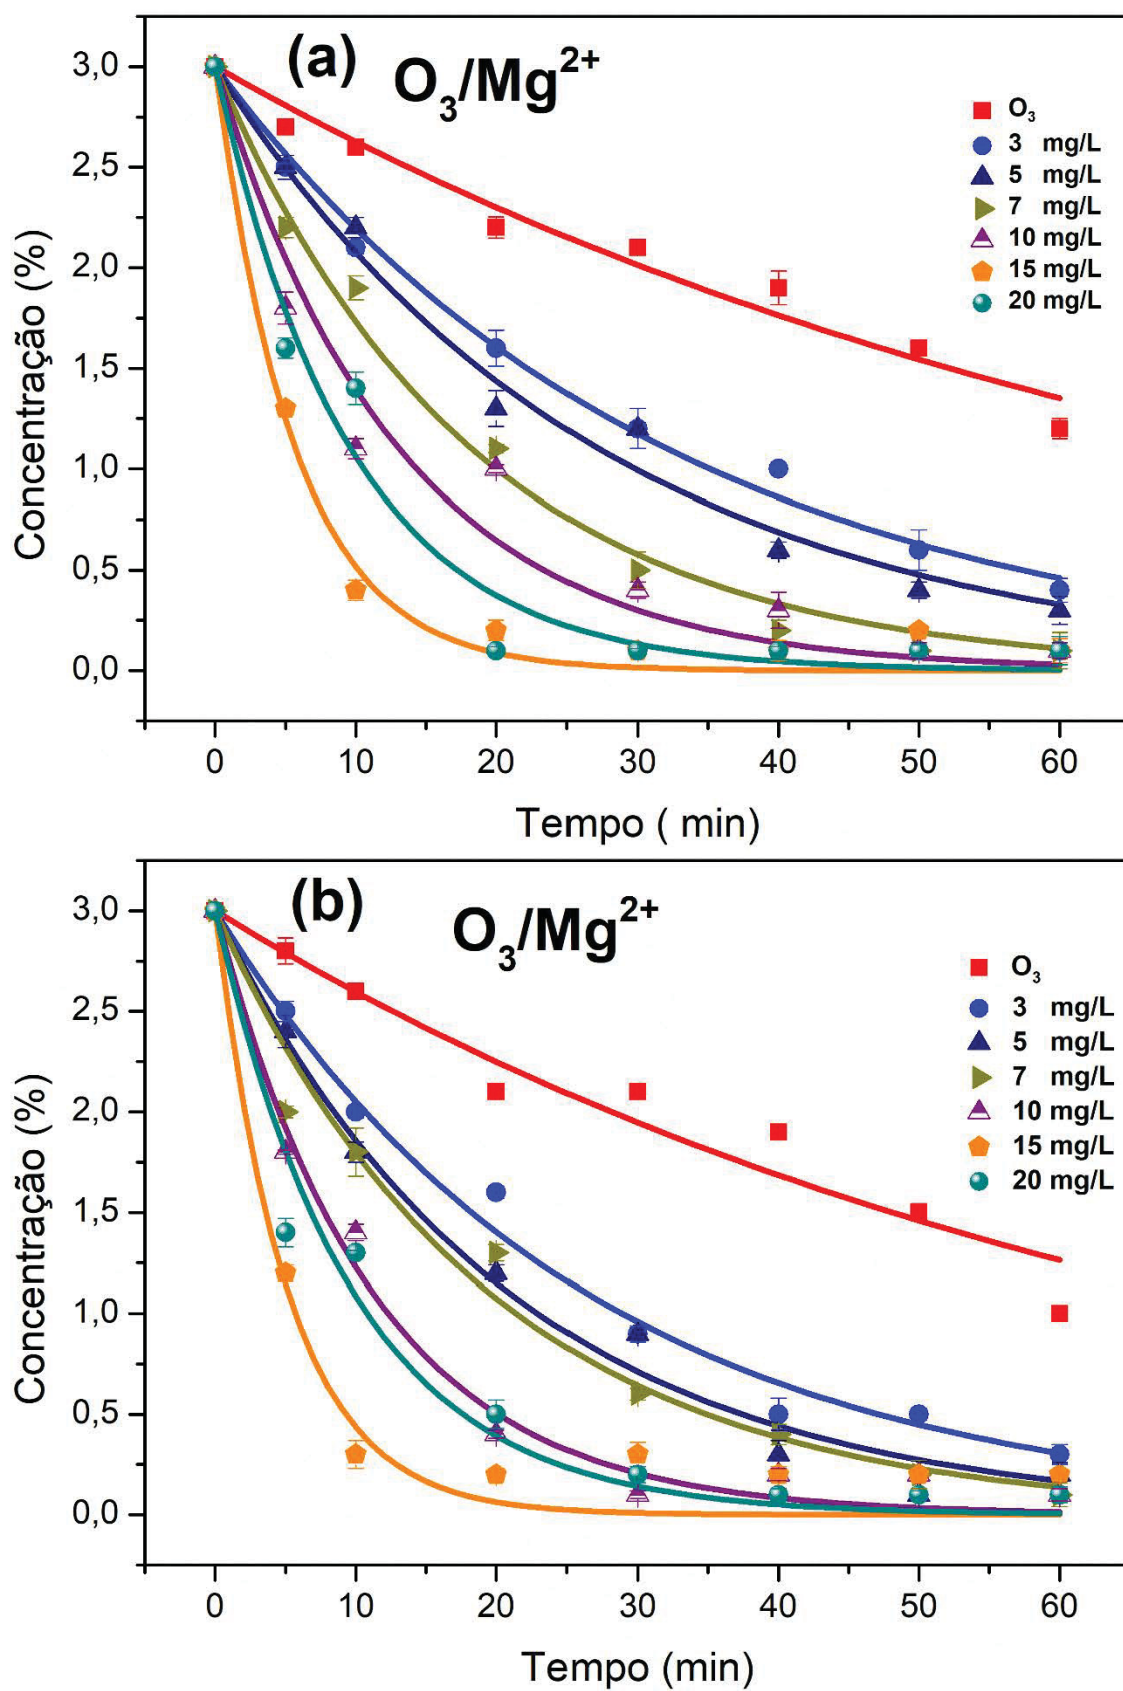 (a)
O₃/Mg²⁺
O₃
3 mg/L
5 mg/L
7 mg/L
10 mg/L
15 mg/L
20 mg/L
Concentração (%)
3,0
2,5
2,0
1,5
1,0
0,5
0,0
0 10 20 30 40 50 60
Tempo ( min)
(b)
O₃/Mg²⁺
O₃
3 mg/L
5 mg/L
7 mg/L
10 mg/L
15 mg/L
20 mg/L
Concentração (%)
3,0
2,5
2,0
1,5
1,0
0,5
0,0
0 10 20 30 40 50 60
Tempo (min)